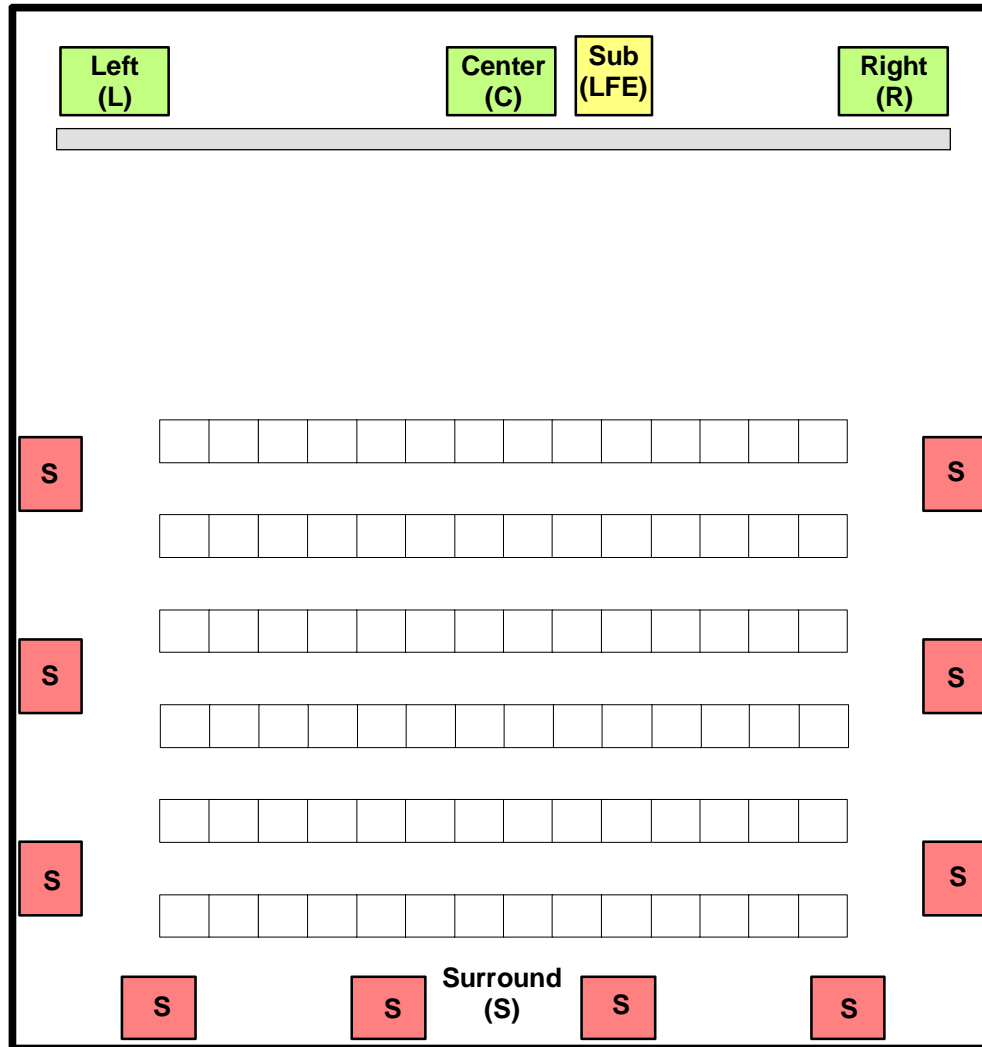 Left
(L)
Center
(C)
Sub
(LFE)
Right
(R)
S
S
S
S
S
S
Surround
(S)
S
S
S
S